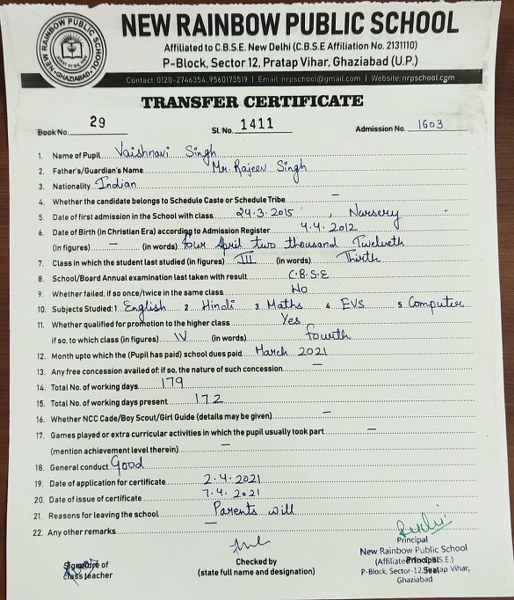 NEW RAINBOW PUBLIC SCHOOL
NEW RAINBOW PUBLIC SCHOOL
GHAZIABAD
Affiliated to C.B.S.E. New Delhi (C.B.S.E Affiliation No. 2131110)
P-Block, Sector 12, Pratap Vihar, Ghaziabad (U.P.)
Contact: 0120-2746354, 9560173519 | Email: nrpschool@gmail.com | Website: nrpschool.com
TRANSFER CERTIFICATE
Book No. 29 SL No. 1411 Admission No. 1603
1. Name of Pupil Vaishnavi Singh
2. Father's/Guardian's Name Mr. Rajeev Singh
3. Nationality Indian
4. Whether the candidate belongs to Schedule Caste or Schedule Tribe —
5. Date of first admission in the School with class 24.3.2015, Nursery
6. Date of Birth (in Christian Era) according to Admission Register 4.4.2012
(in figures) — (in words) four April two thousand Twelveth
7. Class in which the student last studied (in figures) III (in words) Thirth
8. School/Board Annual examination last taken with result C.B.S.E
9. Whether failed, if so once/twice in the same class No
10. Subjects Studied: 1 English 2 Hindi 3 Maths 4 EVS 5 Computer
11. Whether qualified for promotion to the higher class Yes
if so, to which class (in figures) IV (in words) fourth
12. Month upto which the (Pupil has paid) school dues paid March 2021
13. Any free concession availed of: if so, the nature of such concession —
14. Total No. of working days 179
15. Total No. of working days present 172
16. Whether NCC Cade/Boy Scout/Girl Guide (details may be given) —
17. Games played or extra curricular activities in which the pupil usually took part —
(mention achievement level therein) —
18. General conduct Good
19. Date of application for certificate 2.4.2021
20. Date of issue of certificate 7.4.2021
21. Reasons for leaving the school Parents will
22. Any other remarks —
Signature of
class teacher
Checked by
(state full name and designation)
Principal
New Rainbow Public School
(Affiliated C.B.S.E.)
Principal
P-Block, Sector-12, Pratap Vihar,
Seal
Ghaziabad